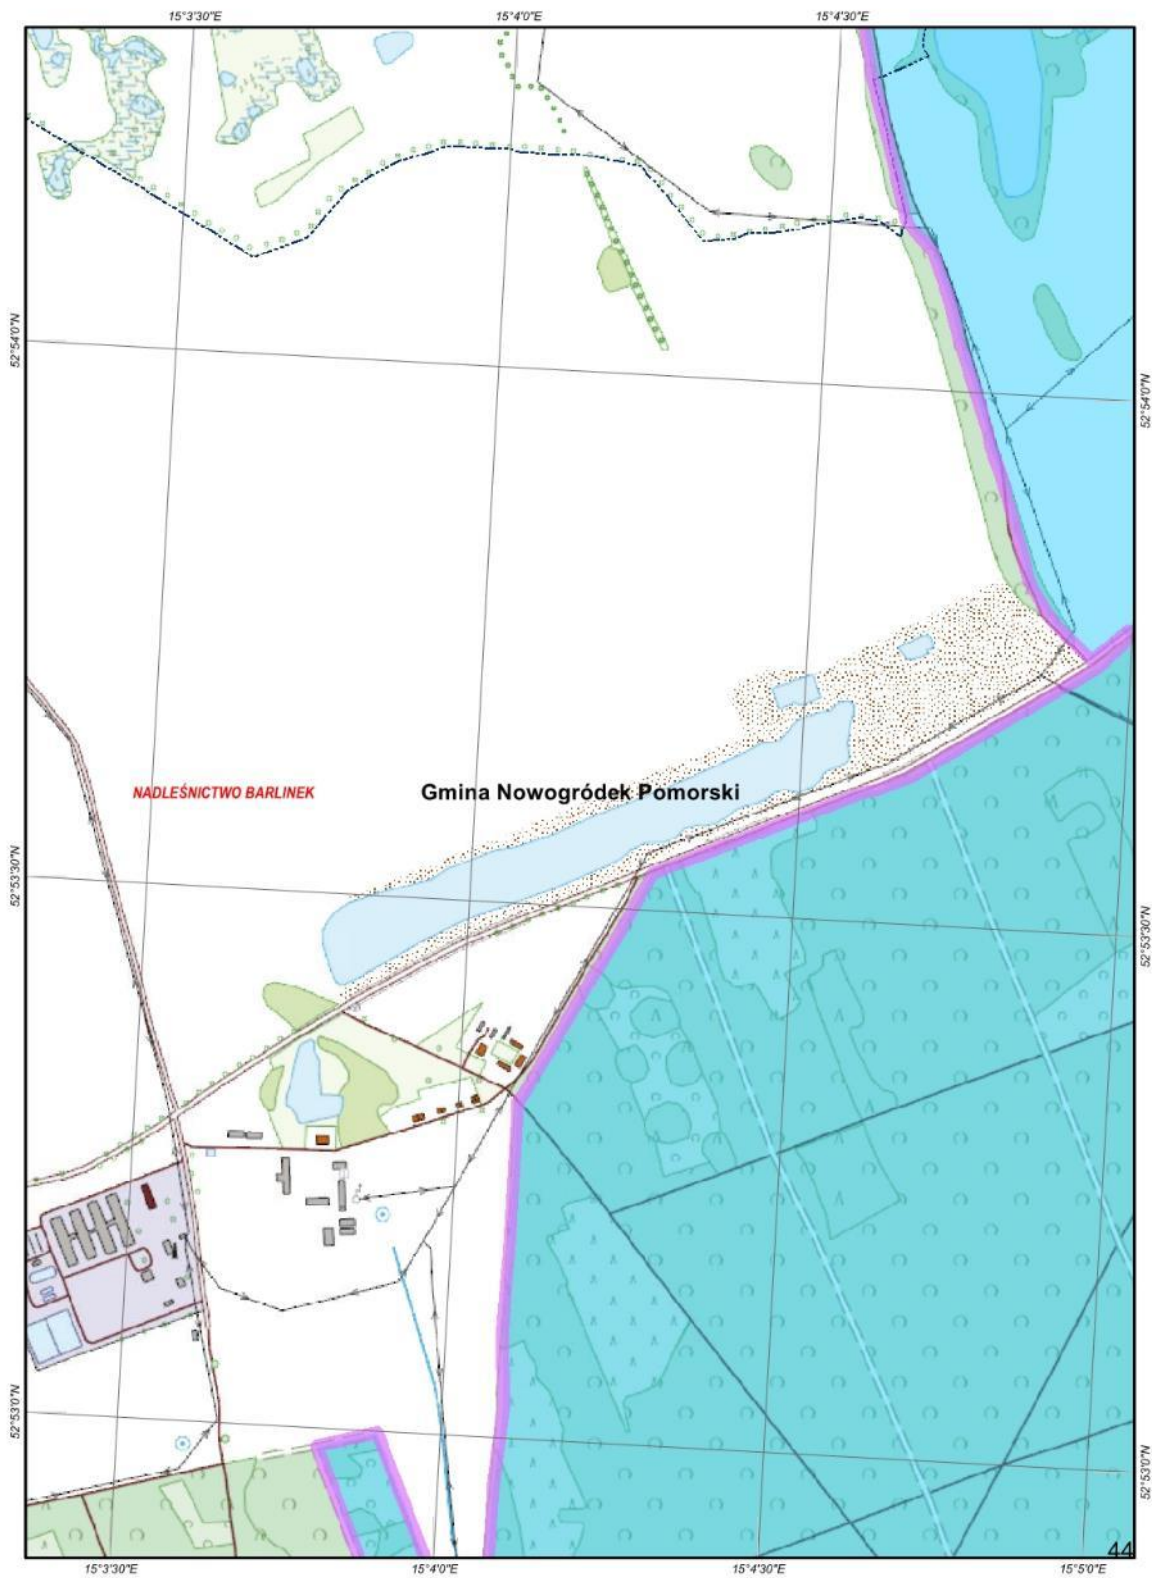 15°3'30"E 15°4'0"E 15°4'30"E
52°54'0"N
52°54'0"N
NADLEŚNICTWO BARLINEK Gmina Nowogródek Pomorski
52°53'30"N
52°53'30"N
52°53'0"N
52°53'0"N
44
15°3'30"E 15°4'0"E 15°4'30"E 15°5'0"E